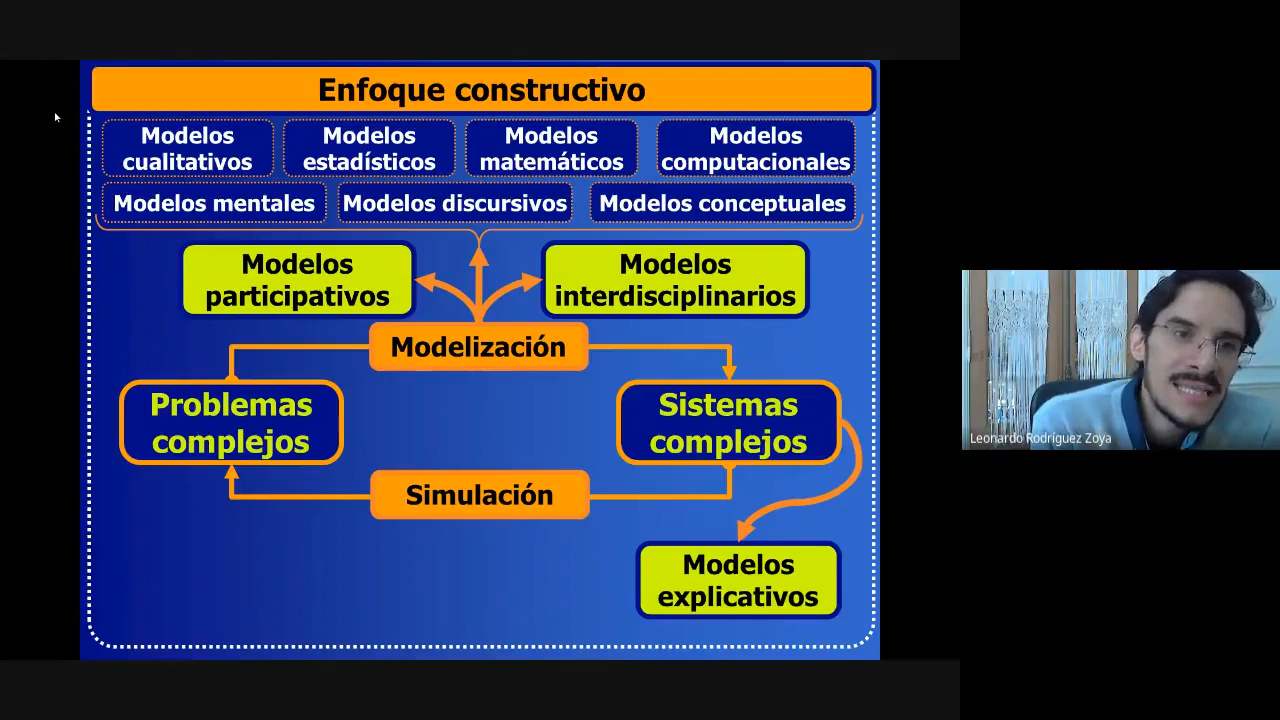 Enfoque constructivo
Modelos
cualitativos
Modelos
estadísticos
Modelos
matemáticos
Modelos
computacionales
Modelos mentales
Modelos discursivos
Modelos conceptuales
Modelos
participativos
Modelos
interdisciplinarios
Modelización
Problemas
complejos
Sistemas
complejos
Simulación
Modelos
explicativos
Leonardo Rodríguez Zoya